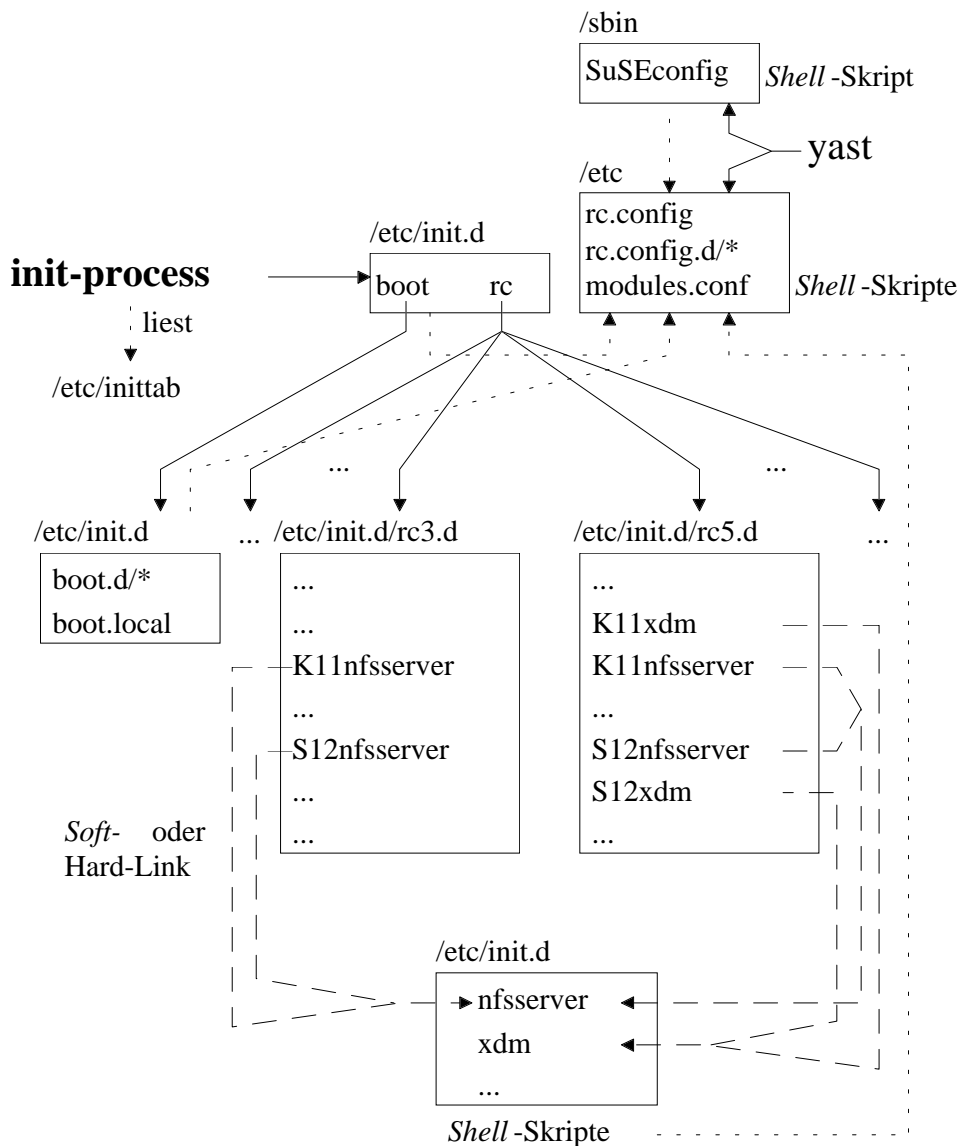 /sbin
SuSEconfig
Shell -Skript
yast
/etc
rc.config
rc.config.d/*
modules.conf
Shell -Skripte
/etc/init.d
boot rc
init-process
liest
/etc/inittab
...
...
/etc/init.d
...
/etc/init.d/rc3.d
/etc/init.d/rc5.d
...
boot.d/*
boot.local
...
...
K11nfsserver
...
S12nfsserver
...
...
...
K11xdm
K11nfsserver
...
S12nfsserver
S12xdm
...
Soft- oder
Hard-Link
/etc/init.d
nfsserver
xdm
...
Shell -Skripte